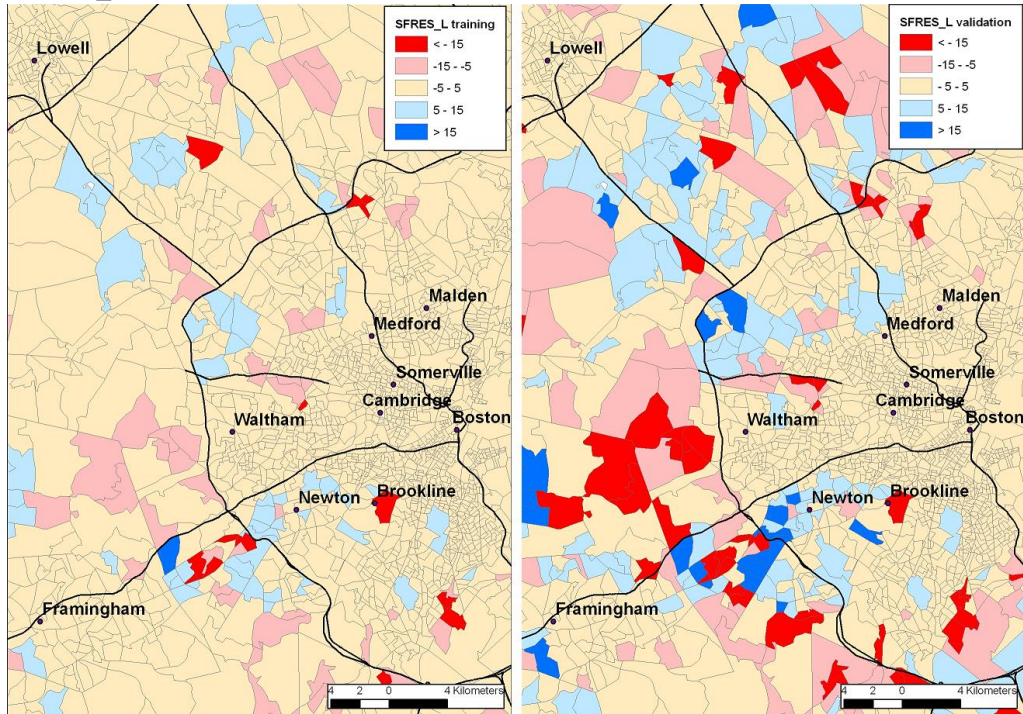 SFRES_L training
< - 15
-15 - -5
-5 - 5
5 - 15
> 15
Lowell
Malden
Medford
Somerville
Cambridge
Boston
Waltham
Newton
Brookline
Framingham
4 2 0 4 Kilometers
SFRES_L validation
< - 15
-15 - -5
- 5 - 5
5 - 15
> 15
Lowell
Malden
Medford
Somerville
Cambridge
Boston
Waltham
Newton
Brookline
Framingham
4 2 0 4 Kilometers